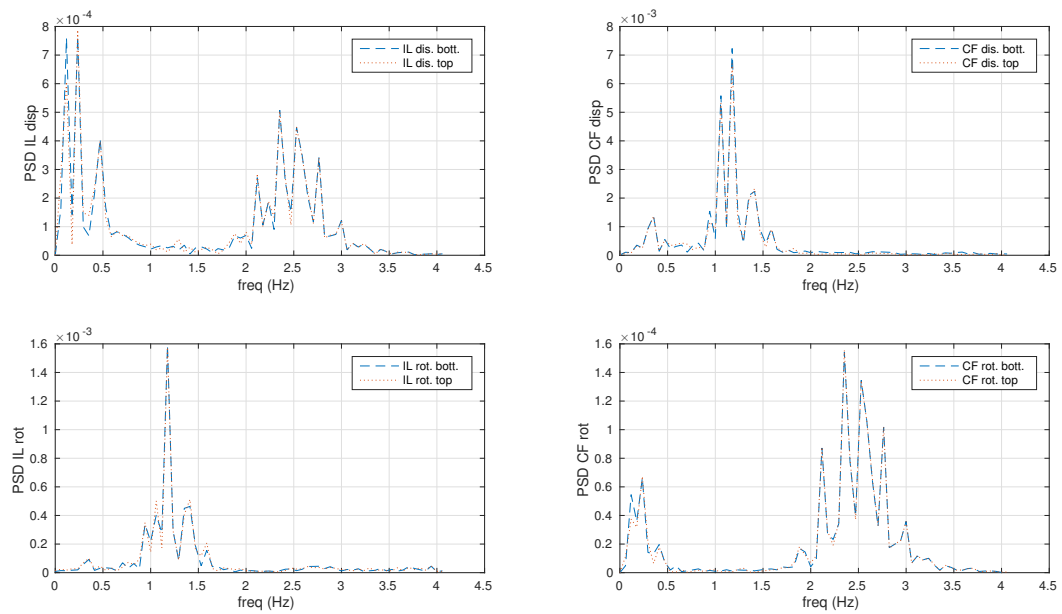 ×10 -4
8
7
6
5
4
3
2
1
0
PSD IL disp
0 0.5 1 1.5 2 2.5 3 3.5 4 4.5
freq (Hz)
IL dis. bott.
IL dis. top
×10 -3
8
7
6
5
4
3
2
1
0
PSD CF disp
0 0.5 1 1.5 2 2.5 3 3.5 4 4.5
freq (Hz)
CF dis. bott.
CF dis. top
×10 -3
1.6
1.4
1.2
1
0.8
0.6
0.4
0.2
0
PSD IL rot
0 0.5 1 1.5 2 2.5 3 3.5 4 4.5
freq (Hz)
IL rot. bott.
IL rot. top
×10 -4
1.6
1.4
1.2
1
0.8
0.6
0.4
0.2
0
PSD CF rot
0 0.5 1 1.5 2 2.5 3 3.5 4 4.5
freq (Hz)
CF rot. bott.
CF rot. top